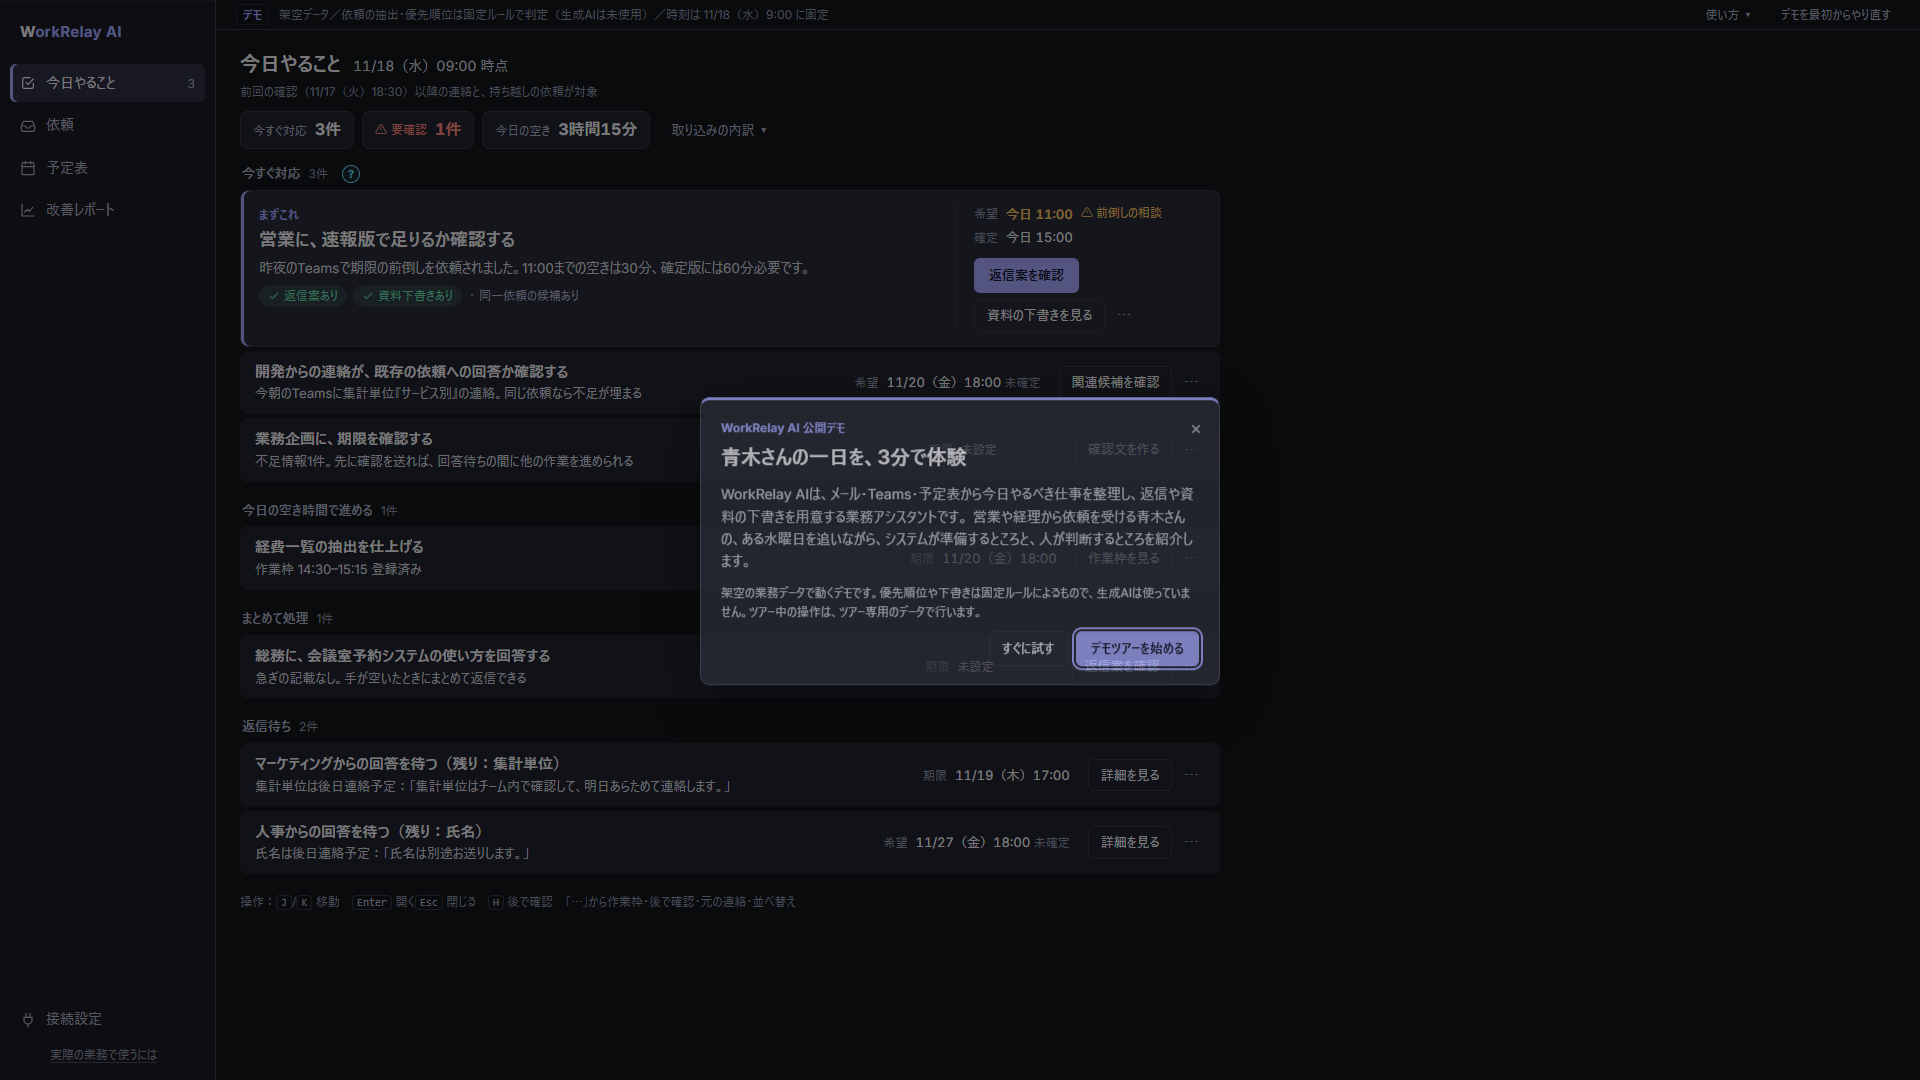 WorkRelay AI
今日やること 3
依頼
予定表
改善レポート
接続設定
実際の業務で使うには
デモ 架空データ／依頼の抽出・優先順位は固定ルールで判定（生成AIは未使用）／時刻は 11/18（水）9:00 に固定
使い方 ▾
デモを最初からやり直す
今日やること 11/18（水）09:00 時点
前回の確認（11/17（火）18:30）以降の連絡と、持ち越しの依頼が対象
今すぐ対応 3件
要確認 1件
今日の空き 3時間15分
取り込みの内訳 ▾
今すぐ対応 3件 ?
まずこれ
営業に、速報版で足りるか確認する
昨夜のTeamsで期限の前倒しを依頼されました。11:00までの空きは30分、確定版には60分必要です。
✓ 返信案あり ✓ 資料下書きあり ・同一依頼の候補あり
希望 今日 11:00 前倒しの相談
確定 今日 15:00
返信案を確認
資料の下書きを見る …
開発からの連絡が、既存の依頼への回答か確認する
今朝のTeamsに集計単位『サービス別』の連絡。同じ依頼なら不足が埋まる
希望 11/20（金）18:00 未確定 関連候補を確認 …
業務企画に、期限を確認する
不足情報1件。先に確認を送れば、回答待ちの間に他の作業を進められる
期限 未設定 確認文を作る …
今日の空き時間で進める 1件
経費一覧の抽出を仕上げる
作業枠 14:30–15:15 登録済み
期限 11/20（金）18:00 作業枠を見る …
まとめて処理 1件
総務に、会議室予約システムの使い方を回答する
急ぎの記載なし。手が空いたときにまとめて返信できる
期限 未設定 返信案を確認
WorkRelay AI 公開デモ
×
青木さんの一日を、3分で体験
WorkRelay AIは、メール・Teams・予定表から今日やるべき仕事を整理し、返信や資
料の下書きを用意する業務アシスタントです。営業や経理から依頼を受ける青木さん
の、ある水曜日を追いながら、システムが準備するところと、人が判断するところを紹介し
ます。
架空の業務データで動くデモです。優先順位や下書きは固定ルールによるもので、生成AIは使っていま
せん。ツアー中の操作は、ツアー専用のデータで行います。
すぐに試す
デモツアーを始める
返信待ち 2件
マーケティングからの回答を待つ（残り：集計単位）
集計単位は後日連絡予定：「集計単位はチーム内で確認して、明日あらためて連絡します。」
期限 11/19（木）17:00 詳細を見る …
人事からの回答を待つ（残り：氏名）
氏名は後日連絡予定：「氏名は別途お送りします。」
希望 11/27（金）18:00 未確定 詳細を見る …
操作： J / K 移動 Enter 開く Esc 閉じる H 後で確認 「…」から作業枠・後で確認・元の連絡・並べ替え